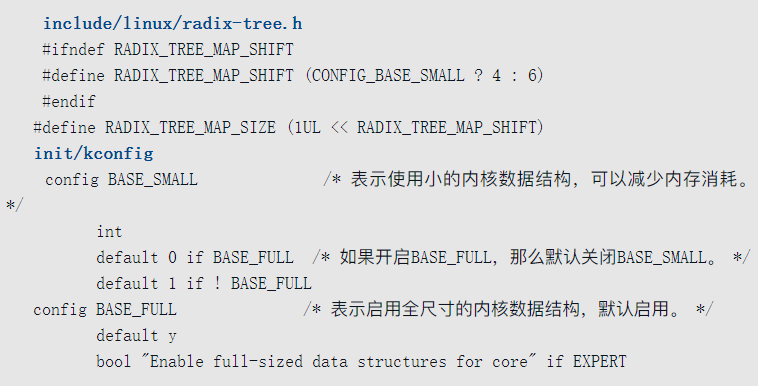 include/linux/radix-tree.h
#ifndef RADIX_TREE_MAP_SHIFT
#define RADIX_TREE_MAP_SHIFT (CONFIG_BASE_SMALL ? 4 : 6)
#endif
#define RADIX_TREE_MAP_SIZE (1UL << RADIX_TREE_MAP_SHIFT)
init/kconfig
config BASE_SMALL /* 表示使用小的内核数据结构，可以减少内存消耗。
*/
int
default 0 if BASE_FULL /* 如果开启BASE_FULL，那么默认关闭BASE_SMALL。 */
default 1 if ! BASE_FULL
config BASE_FULL /* 表示启用全尺寸的内核数据结构，默认启用。 */
default y
bool "Enable full-sized data structures for core" if EXPERT